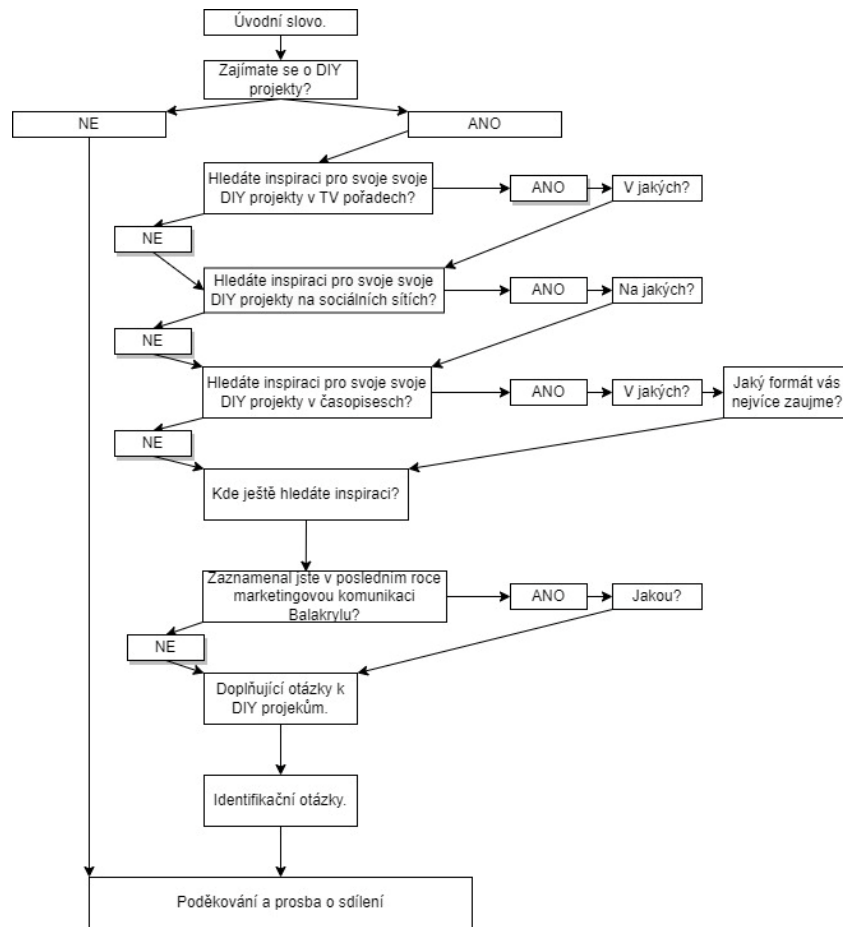 Úvodní slovo.
Zajímate se o DIY
projekty?
NE
ANO
Hledáte inspiraci pro svoje svoje
DIY projekty v TV pořadech?
ANO
V jakých?
NE
Hledáte inspiraci pro svoje svoje
DIY projekty na sociálních sítích?
ANO
Na jakých?
NE
Hledáte inspiraci pro svoje svoje
DIY projekty v časopisesch?
ANO
V jakých?
Jaký formát vás
nejvíce zaujme?
NE
Kde ještě hledáte inspiraci?
Zaznamenal jste v posledním roce
marketingovou komunikaci
Balakrylu?
ANO
Jakou?
NE
Doplňující otázky k
DIY projekům.
Identifikační otázky.
Poděkování a prosba o sdílení